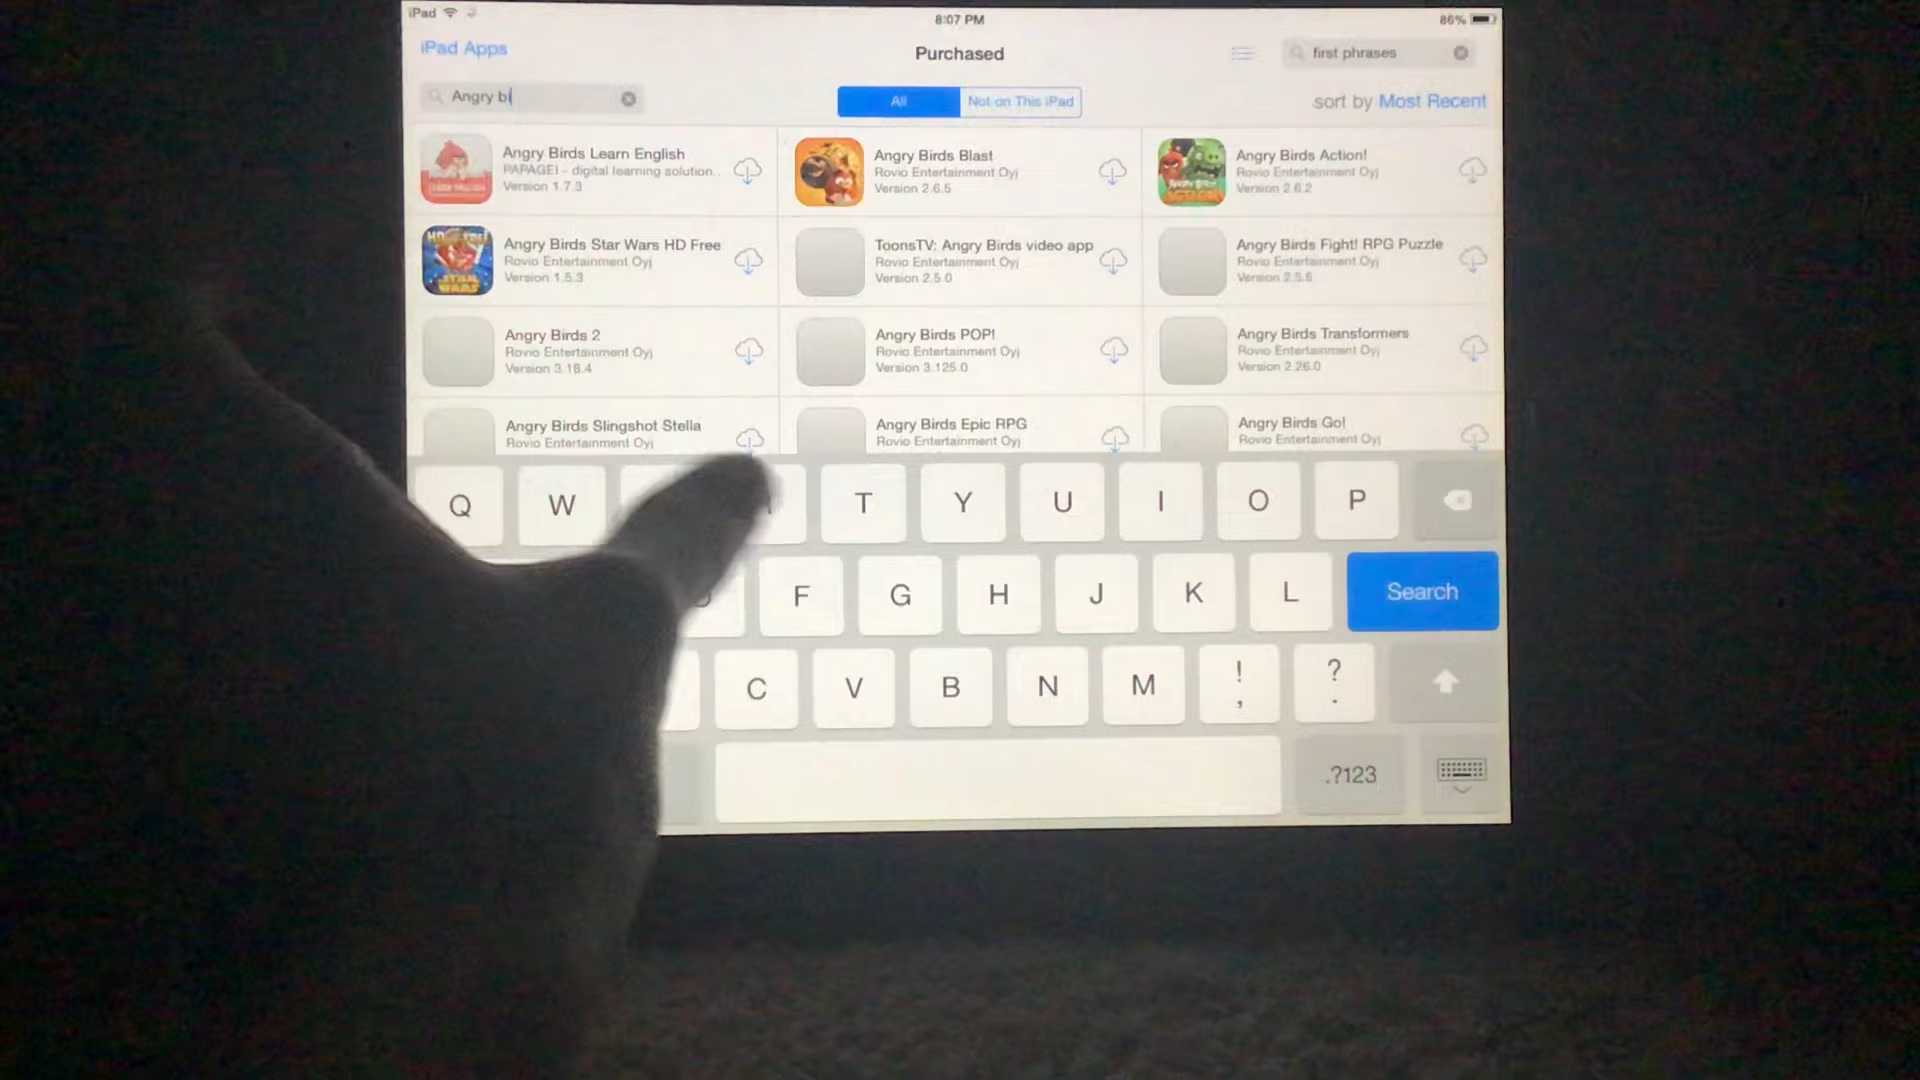 iPad
8:07 PM
86%
iPad Apps
Purchased
first phrases
Angry bi
All
Not on This iPad
sort by Most Recent
Angry Birds Learn English
PAPAGEI - digital learning solution..
Version 1.7.3
Angry Birds Blast
Rovio Entertainment Oyj
Version 2.6.5
Angry Birds Action!
Rovio Entertainment Oyj
Version 2.6.2
Angry Birds Star Wars HD Free
Rovio Entertainment Oyj
Version 1.5.3
ToonsTV: Angry Birds video app
Rovio Entertainment Oyj
Version 2.5.0
Angry Birds Fight! RPG Puzzle
Rovio Entertainment Oyj
Version 2.5.6
Angry Birds 2
Rovio Entertainment Oyj
Version 3.18.4
Angry Birds POP!
Rovio Entertainment Oyj
Version 3.125.0
Angry Birds Transformers
Rovio Entertainment Oyj
Version 2.26.0
Angry Birds Slingshot Stella
Rovio Entertainment Oyj
Angry Birds Epic RPG
Rovio Entertainment Oyj
Angry Birds Go!
Rovio Entertainment Oyj
Q W T Y U I O P
F G H J K L Search
C V B N M ! , ? .
.?123